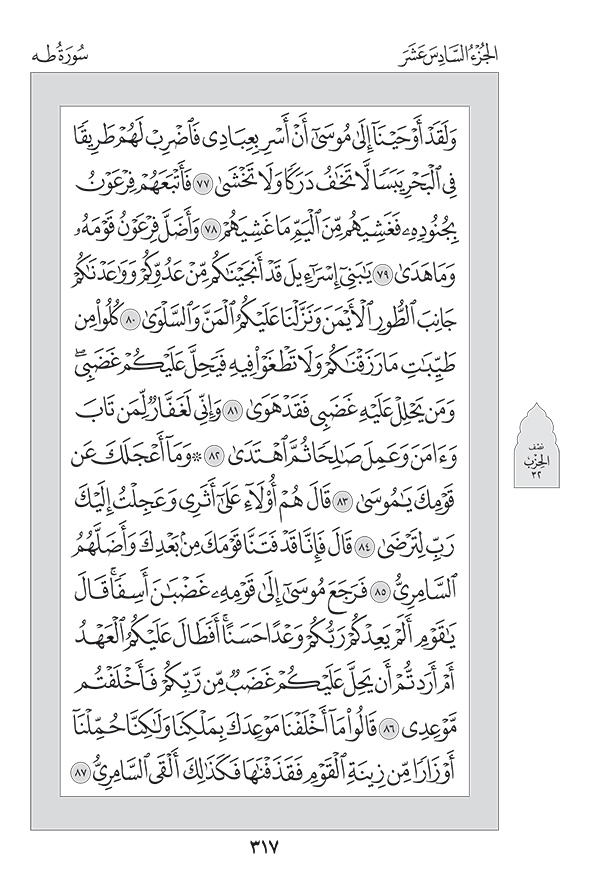 الجُزْءُ السَّادِسَ عَشَرَ
سُورَةُ طه
وَلَقَدْ أَوْحَيْنَآ إِلَىٰ مُوسَىٰٓ أَنْ أَسْرِ بِعِبَادِى فَٱضْرِبْ لَهُمْ طَرِيقًا
فِى ٱلْبَحْرِ يَبَسًا لَّا تَخَٰفُ دَرَكًا وَلَا تَخْشَىٰ ٧٧ فَأَتْبَعَهُمْ فِرْعَوْنُ
بِجُنُودِهِۦ فَغَشِيَهُم مِّنَ ٱلْيَمِّ مَا غَشِيَهُمْ ٧٨ وَأَضَلَّ فِرْعَوْنُ قَوْمَهُۥ
وَمَا هَدَىٰ ٧٩ يَٰبَنِىٓ إِسْرَٰٓءِيلَ قَدْ أَنجَيْنَٰكُم مِّنْ عَدُوِّكُمْ وَوَٰعَدْنَٰكُمْ
جَانِبَ ٱلطُّورِ ٱلْأَيْمَنَ وَنَزَّلْنَا عَلَيْكُمُ ٱلْمَنَّ وَٱلسَّلْوَىٰ ٨٠ كُلُوا۟ مِن
طَيِّبَٰتِ مَا رَزَقْنَٰكُمْ وَلَا تَطْغَوْا۟ فِيهِ فَيَحِلَّ عَلَيْكُمْ غَضَبِى ۖ
وَمَن يَحْلِلْ عَلَيْهِ غَضَبِى فَقَدْ هَوَىٰ ٨١ وَإِنِّى لَغَفَّارٌ لِّمَن تَابَ
وَءَامَنَ وَعَمِلَ صَٰلِحًا ثُمَّ ٱهْتَدَىٰ ٨٢ ۞ وَمَآ أَعْجَلَكَ عَن
قَوْمِكَ يَٰمُوسَىٰ ٨٣ قَالَ هُمْ أُو۟لَآءِ عَلَىٰٓ أَثَرِى وَعَجِلْتُ إِلَيْكَ
رَبِّ لِتَرْضَىٰ ٨٤ قَالَ فَإِنَّا قَدْ فَتَنَّا قَوْمَكَ مِنۢ بَعْدِكَ وَأَضَلَّهُمُ
ٱلسَّامِرِىُّ ٨٥ فَرَجَعَ مُوسَىٰٓ إِلَىٰ قَوْمِهِۦ غَضْبَٰنَ أَسِفًا ۚ قَالَ
يَٰقَوْمِ أَلَمْ يَعِدْكُمْ رَبُّكُمْ وَعْدًا حَسَنًا ۚ أَفَطَالَ عَلَيْكُمُ ٱلْعَهْدُ
أَمْ أَرَدتُّمْ أَن يَحِلَّ عَلَيْكُمْ غَضَبٌ مِّن رَّبِّكُمْ فَأَخْلَفْتُم
مَّوْعِدِى ٨٦ قَالُوا۟ مَآ أَخْلَفْنَا مَوْعِدَكَ بِمَلْكِنَا وَلَٰكِنَّا حُمِّلْنَآ
أَوْزَارًا مِّن زِينَةِ ٱلْقَوْمِ فَقَذَفْنَٰهَا فَكَذَٰلِكَ أَلْقَى ٱلسَّامِرِىُّ ٨٧
نصف
الحزب
٣٢
٣١٧